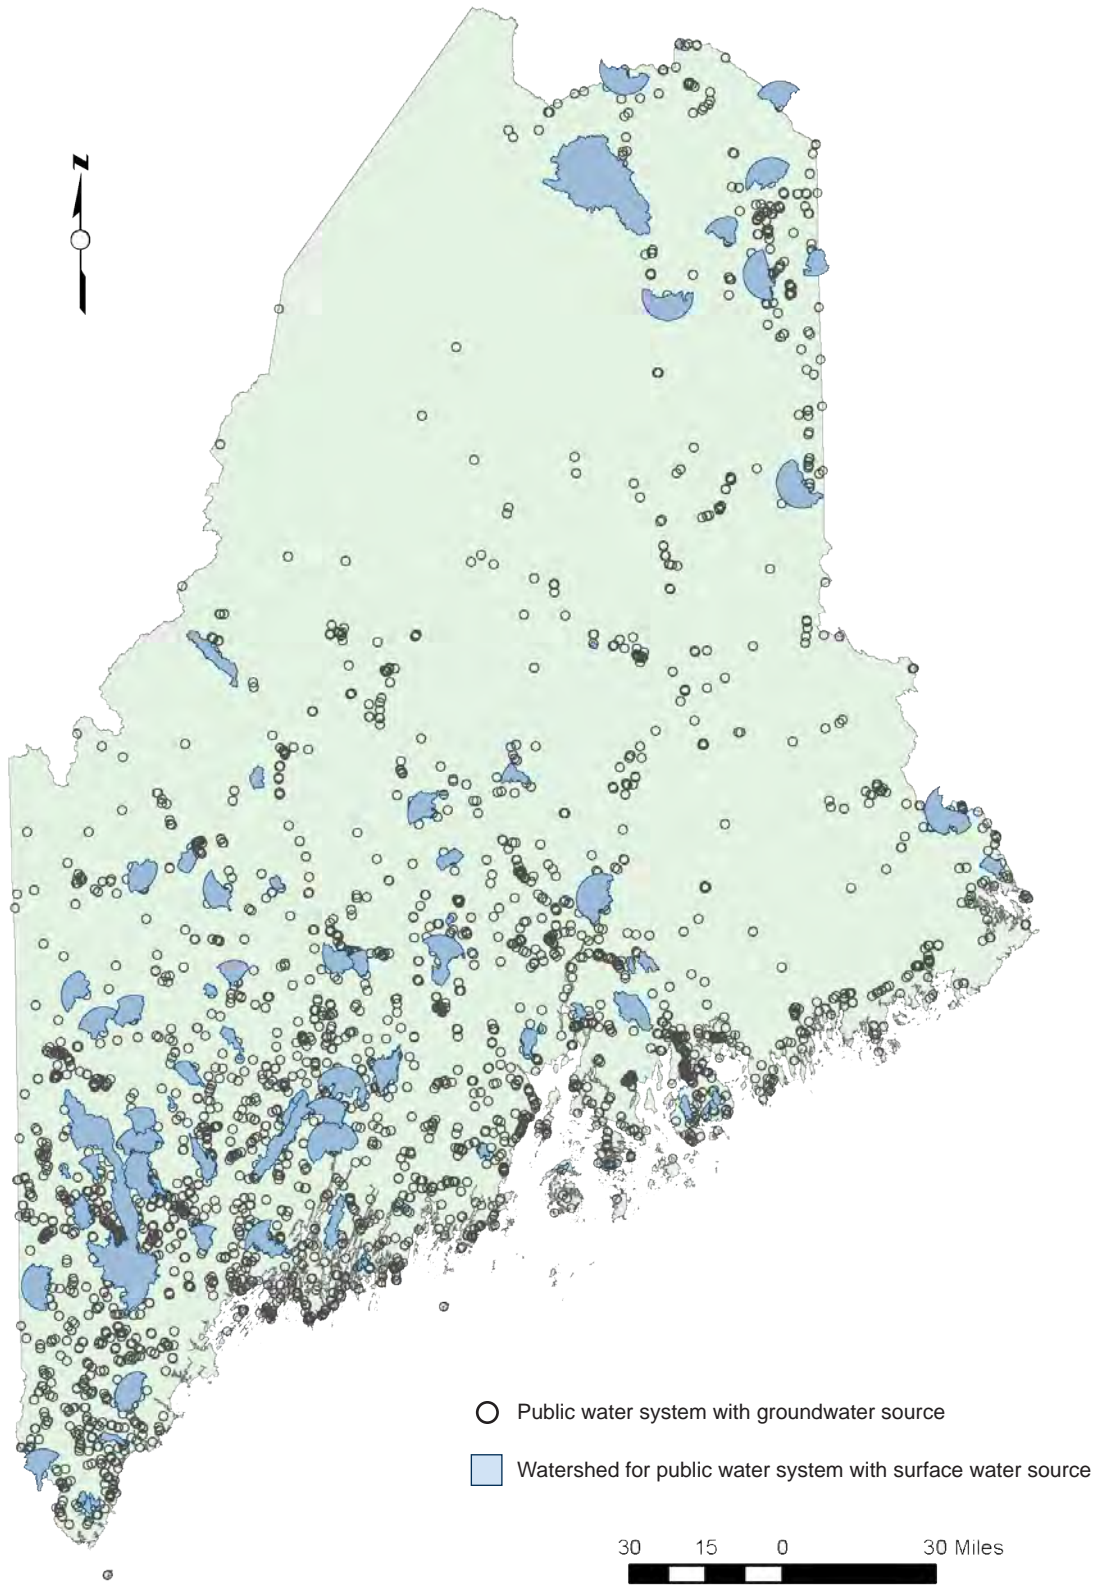 N
Public water system with groundwater source
Watershed for public water system with surface water source
30 15 0 30 Miles